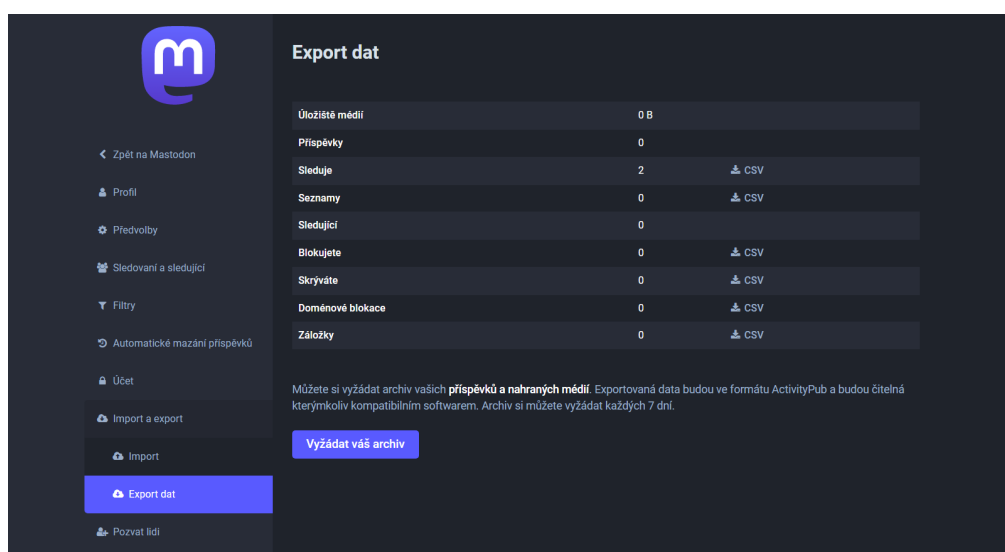 Export dat
Úložiště médií 0 B
Příspěvky 0
Sleduje 2 CSV
Seznamy 0 CSV
Sledující 0
Blokujete 0 CSV
Skrýváte 0 CSV
Doménové blokace 0 CSV
Záložky 0 CSV
Můžete si vyžádat archiv vašich příspěvků a nahraných médií. Exportovaná data budou ve formátu ActivityPub a budou čitelná
kterýmkoliv kompatibilním softwarem. Archiv si můžete vyžádat každých 7 dní.
Vyžádat váš archiv
Zpět na Mastodon
Profil
Předvolby
Sledovaní a sledující
Filtry
Automatické mazání příspěvků
Účet
Import a export
Import
Export dat
Pozvat lidi